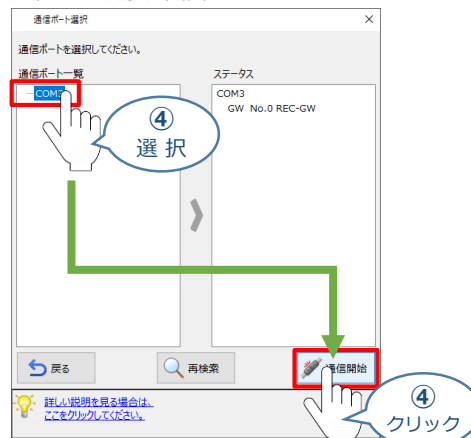 通信ポート選択
通信ポートを選択してください。
通信ポート一覧
ステータス
COM3
COM3
GW No.0 REC-GW
④
選択
戻る
再検索
通信開始
詳しい説明を見る場合は、
ここをクリックしてください。
④
クリック